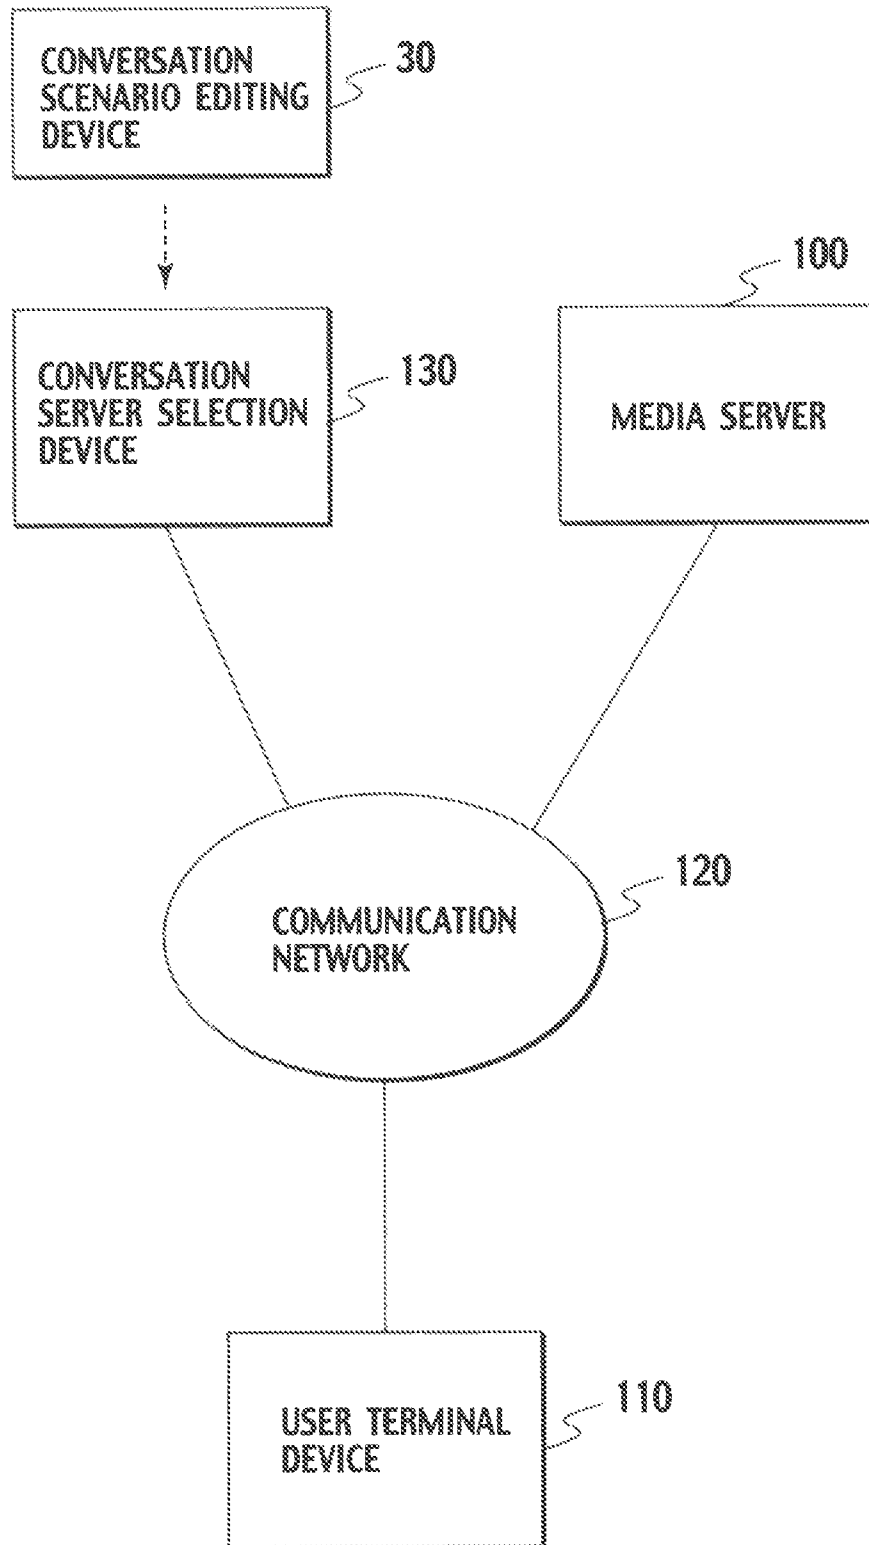 CONVERSATION
SCENARIO EDITING
DEVICE
30
100
CONVERSATION
SERVER SELECTION
DEVICE
130
MEDIA SERVER
120
COMMUNICATION
NETWORK
110
USER TERMINAL
DEVICE